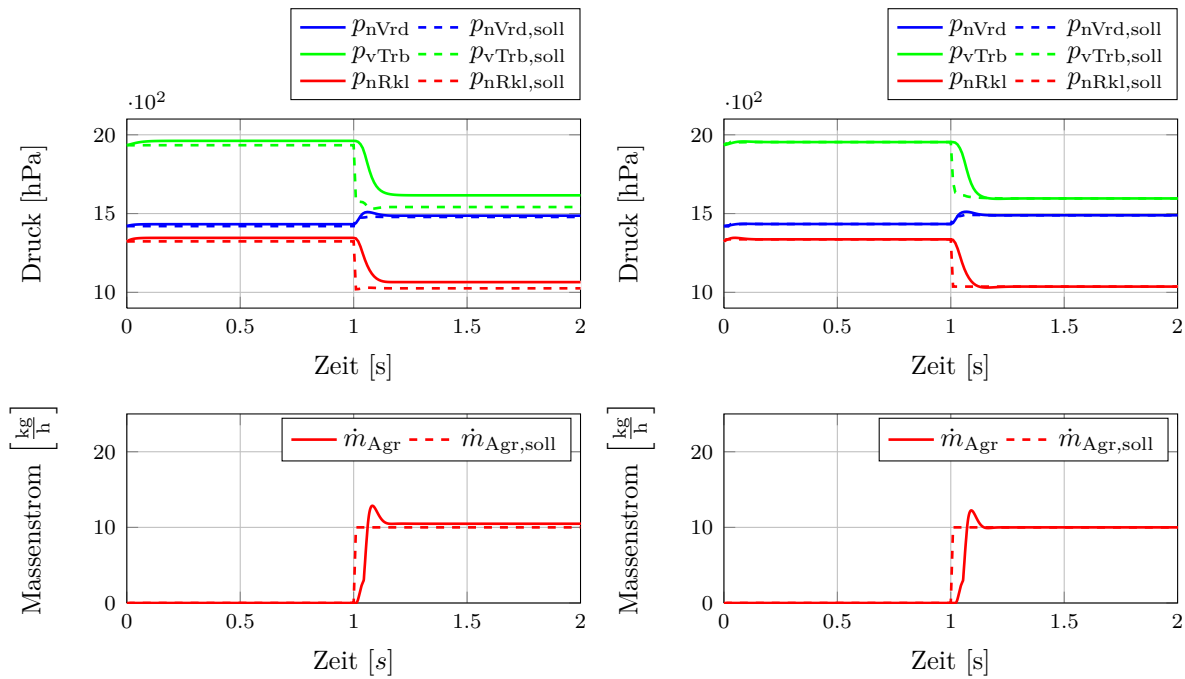 p_nVrd p_nVrd,soll
p_vTrb p_vTrb,soll
p_nRkl p_nRkl,soll
·10²
Druck [hPa]
20
15
10
0 0.5 1 1.5 2
Zeit [s]
p_nVrd p_nVrd,soll
p_vTrb p_vTrb,soll
p_nRkl p_nRkl,soll
·10²
Druck [hPa]
20
15
10
0 0.5 1 1.5 2
Zeit [s]
ṁ_Agr ṁ_Agr,soll
Massenstrom [kg/h]
20
10
0
0 0.5 1 1.5 2
Zeit [s]
ṁ_Agr ṁ_Agr,soll
Massenstrom [kg/h]
20
10
0
0 0.5 1 1.5 2
Zeit [s]